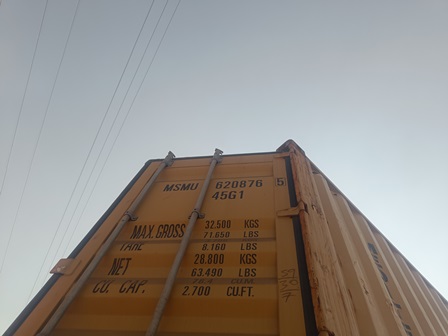 MSMU 620876 5
45G1
MAX.GROSS 32.500 KGS
71.650 LBS
TARE
8.160 LBS
NET 28.800 KGS
63.490 LBS
CU. CAP.
2.700 CU.FT.